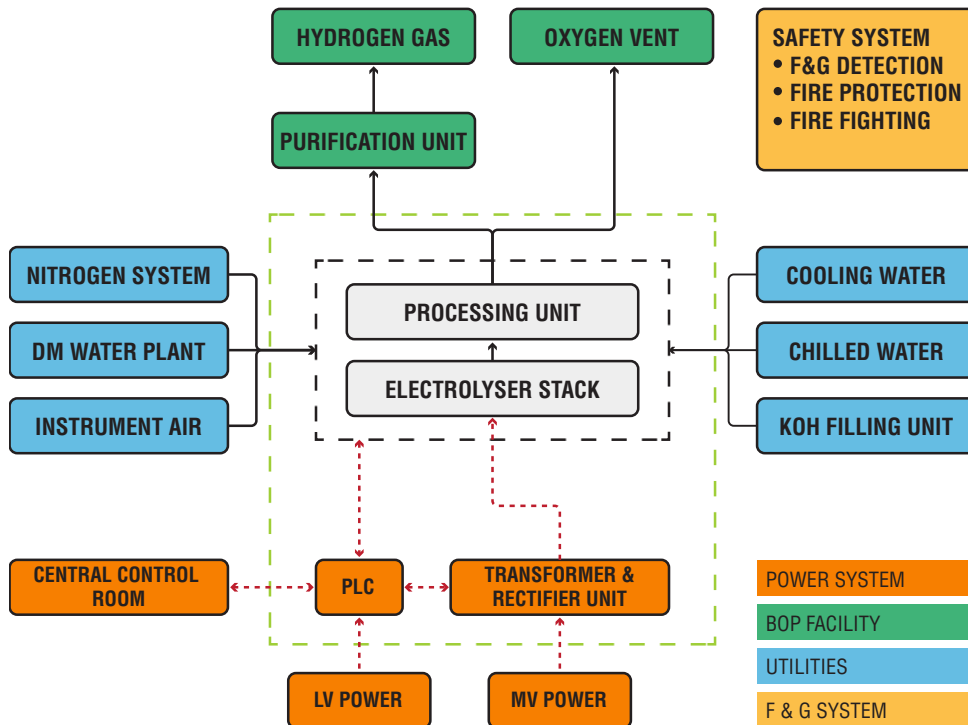 HYDROGEN GAS
OXYGEN VENT
SAFETY SYSTEM
• F&G DETECTION
• FIRE PROTECTION
• FIRE FIGHTING
PURIFICATION UNIT
NITROGEN SYSTEM
DM WATER PLANT
INSTRUMENT AIR
PROCESSING UNIT
ELECTROLYSER STACK
COOLING WATER
CHILLED WATER
KOH FILLING UNIT
CENTRAL CONTROL
ROOM
PLC
TRANSFORMER &
RECTIFIER UNIT
LV POWER
MV POWER
POWER SYSTEM
BOP FACILITY
UTILITIES
F & G SYSTEM